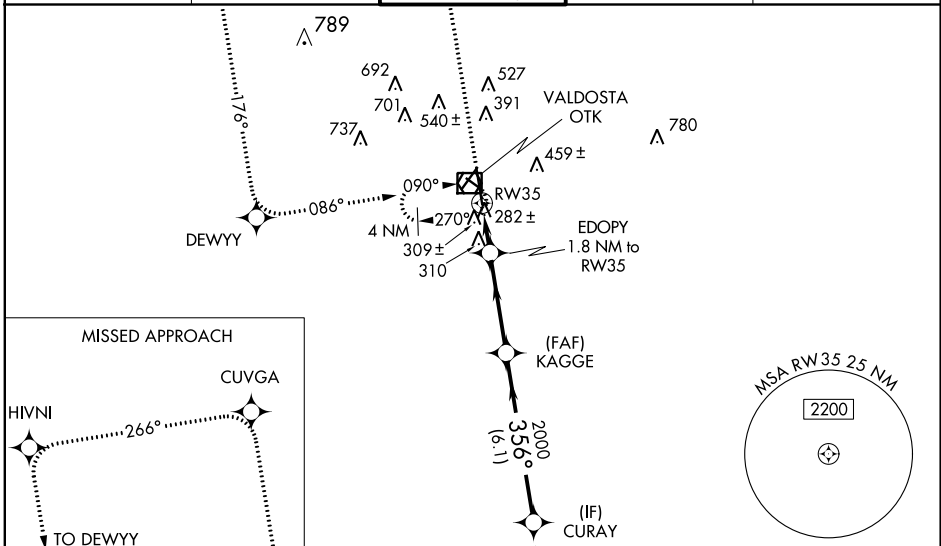 789
692
527
701
540 ±
391
VALDOSTA
OTK
737
780
459 ±
176°
090°
RW35
086°
270°
282 ±
DEWYY
4 NM
309 ±
310
EDOPY
1.8 NM to
RW35
MISSED APPROACH
(FAF)
KAGGE
CUVGA
MSA RW35 25 NM
2200
HIVNI
266°
2000
356°
(6.1)
(IF)
CURAY
TO DEWYY